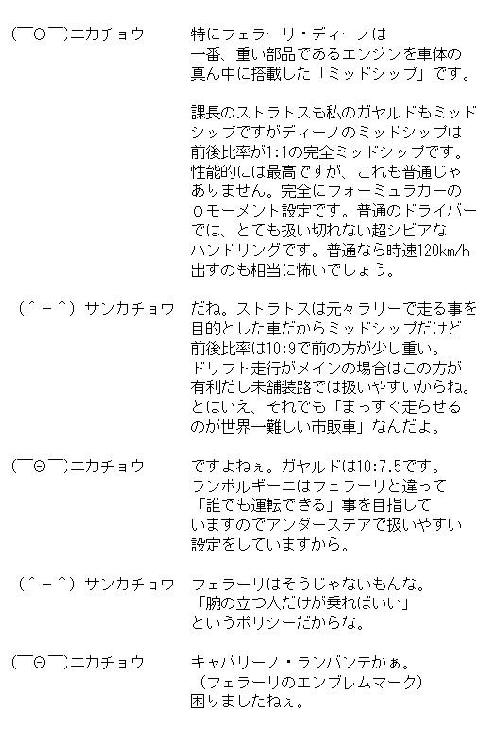 (￣○￣)ニカチョウ 特にフェラーリ・ディーノは
一番、重い部品であるエンジンを車体の
真ん中に搭載した「ミッドシップ」です。
課長のストラトスも私のガヤルドもミッド
シップですがディーノのミッドシップは
前後比率が1:1の完全ミッドシップです。
性能的には最高ですが、これも普通じゃ
ありません。完全にフォーミュラカーの
０モーメント設定です。普通のドライバー
では、とても扱い切れない超シビアな
ハンドリングです。普通なら時速120km/h
出すのも相当に怖いでしょう。
(＾－＾) サンカチョウ だね。ストラトスは元々ラリーで走る事を
目的とした車だからミッドシップだけど
前後比率は10:9で前の方が少し重い。
ドリフト走行がメインの場合はこの方が
有利だし未舗装路では扱いやすいからね。
とはいえ、それでも「まっすぐ走らせる
のが世界一難しい市販車」なんだよ。
(￣Θ￣)ニカチョウ ですよねぇ。ガヤルドは10:7.5です。
ランボルギーニはフェラーリと違って
「誰でも運転できる」事を目指して
いますのでアンダーステアで扱いやすい
設定をしていますから。
(＾－＾) サンカチョウ フェラーリはそうじゃないもんな。
「腕の立つ人だけが乗ればいい」
というポリシーだからな。
(￣Θ￣)ニカチョウ キャバリーノ・ランバンテかぁ。
（フェラーリのエンブレムマーク）
困りましたねぇ。